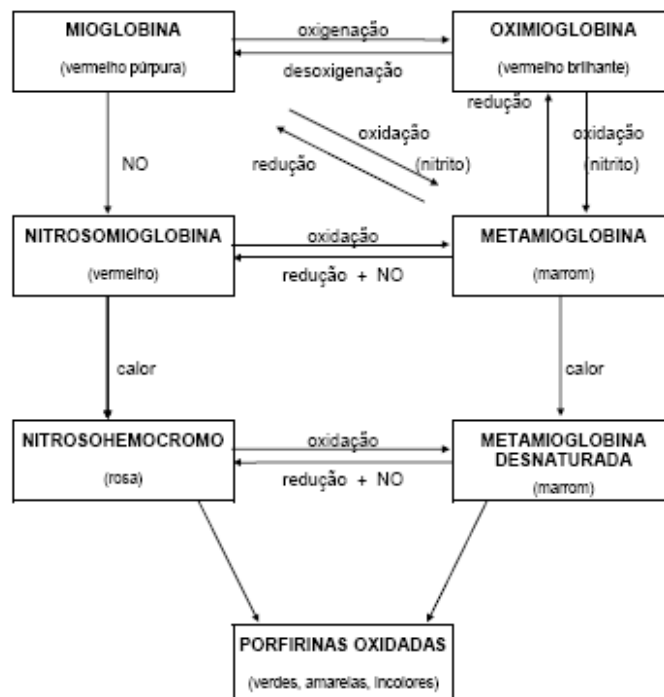 MIOGLOBINA
(vermelho púrpura)
oxigenação
desoxigenação
OXIMIOGLOBINA
(vermelho brilhante)
NO
oxidação
(nitrito)
redução
redução
oxidação
(nitrito)
NITROSOMIOGLOBINA
(vermelho)
oxidação
redução + NO
METAMIOGLOBINA
(marrom)
calor
calor
NITROSOHEMOCROMO
(rosa)
oxidação
redução + NO
METAMIOGLOBINA
DESNATURADA
(marrom)
PORFIRINAS OXIDADAS
(verdes, amarelas, incolores)